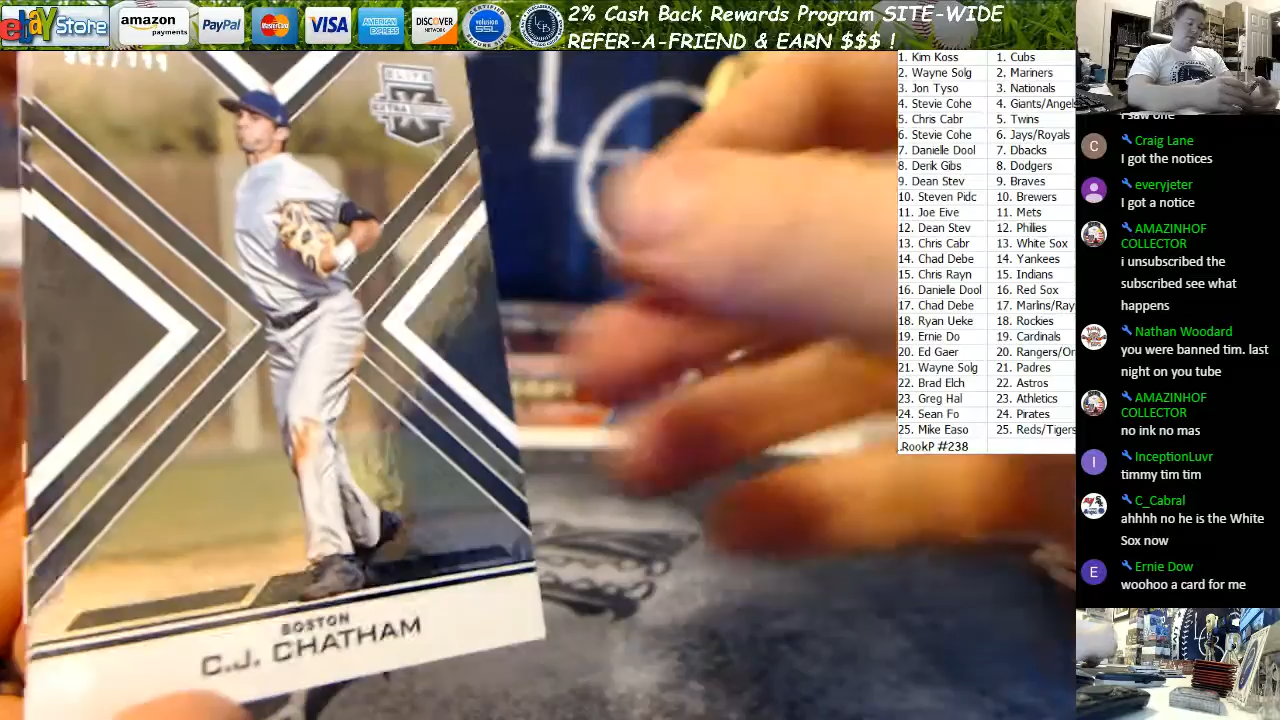 ebay Store
amazon
payments
PayPal
MasterCard
VISA
AMERICAN EXPRESS
DISCOVER
NETWORK
volusion
SSL
2% Cash Back Rewards Program SITE-WIDE
REFER-A-FRIEND & EARN $$$ !
ELITE
EXTRA EDITION
BOSTON
C.J. CHATHAM
1. Kim Koss 1. Cubs
2. Wayne Solg 2. Mariners
3. Jon Tyso 3. Nationals
4. Stevie Cohe 4. Giants/Angels
5. Chris Cabr 5. Twins
6. Stevie Cohe 6. Jays/Royals
7. Danielle Dool 7. Dbacks
8. Derik Gibs 8. Dodgers
9. Dean Stev 9. Braves
10. Steven Pidc 10. Brewers
11. Joe Eive 11. Mets
12. Dean Stev 12. Philies
13. Chris Cabr 13. White Sox
14. Chad Debe 14. Yankees
15. Chris Rayn 15. Indians
16. Danielle Dool 16. Red Sox
17. Chad Debe 17. Marlins/Ray
18. Ryan Ueke 18. Rockies
19. Ernie Do 19. Cardinals
20. Ed Gaer 20. Rangers/Or
21. Wayne Solg 21. Padres
22. Brad Elch 22. Astros
23. Greg Hal 23. Athletics
24. Sean Fo 24. Pirates
25. Mike Easo 25. Reds/Tigers
.RookP #238
I saw one
C
Craig Lane
I got the notices
everyjeter
I got a notice
AMAZINHOF
COLLECTOR
i unsubscribed the
subscribed see what
happens
Nathan Woodard
you were banned tim. last
night on you tube
AMAZINHOF
COLLECTOR
no ink no mas
I
InceptionLuvr
timmy tim tim
C_Cabral
ahhhh no he is the White
Sox now
E
Ernie Dow
woohoo a card for me